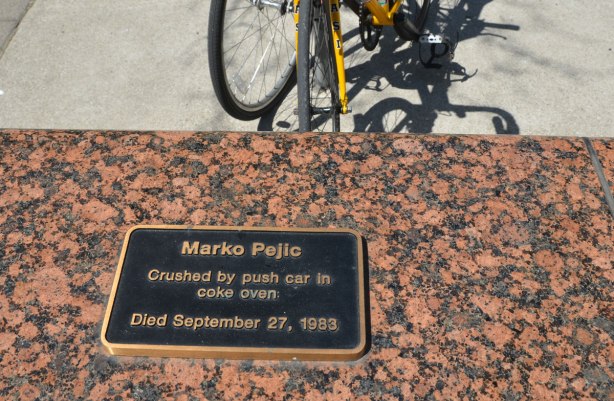 Marko Pejic
Crushed by push car in
coke oven
Died September 27, 1983